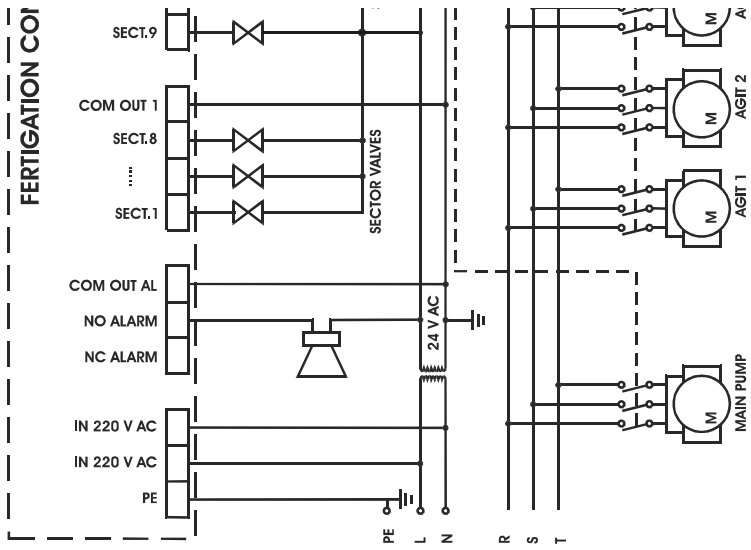 FERTIGATION CON
SECT.9
COM OUT 1
SECT.8
SECT.1
SECTOR VALVES
COM OUT AL
NO ALARM
NC ALARM
24 V AC
IN 220 V AC
IN 220 V AC
PE
PE
L
N
R
S
T
M
M
AGIT 2
M
AGIT 1
M
MAIN PUMP